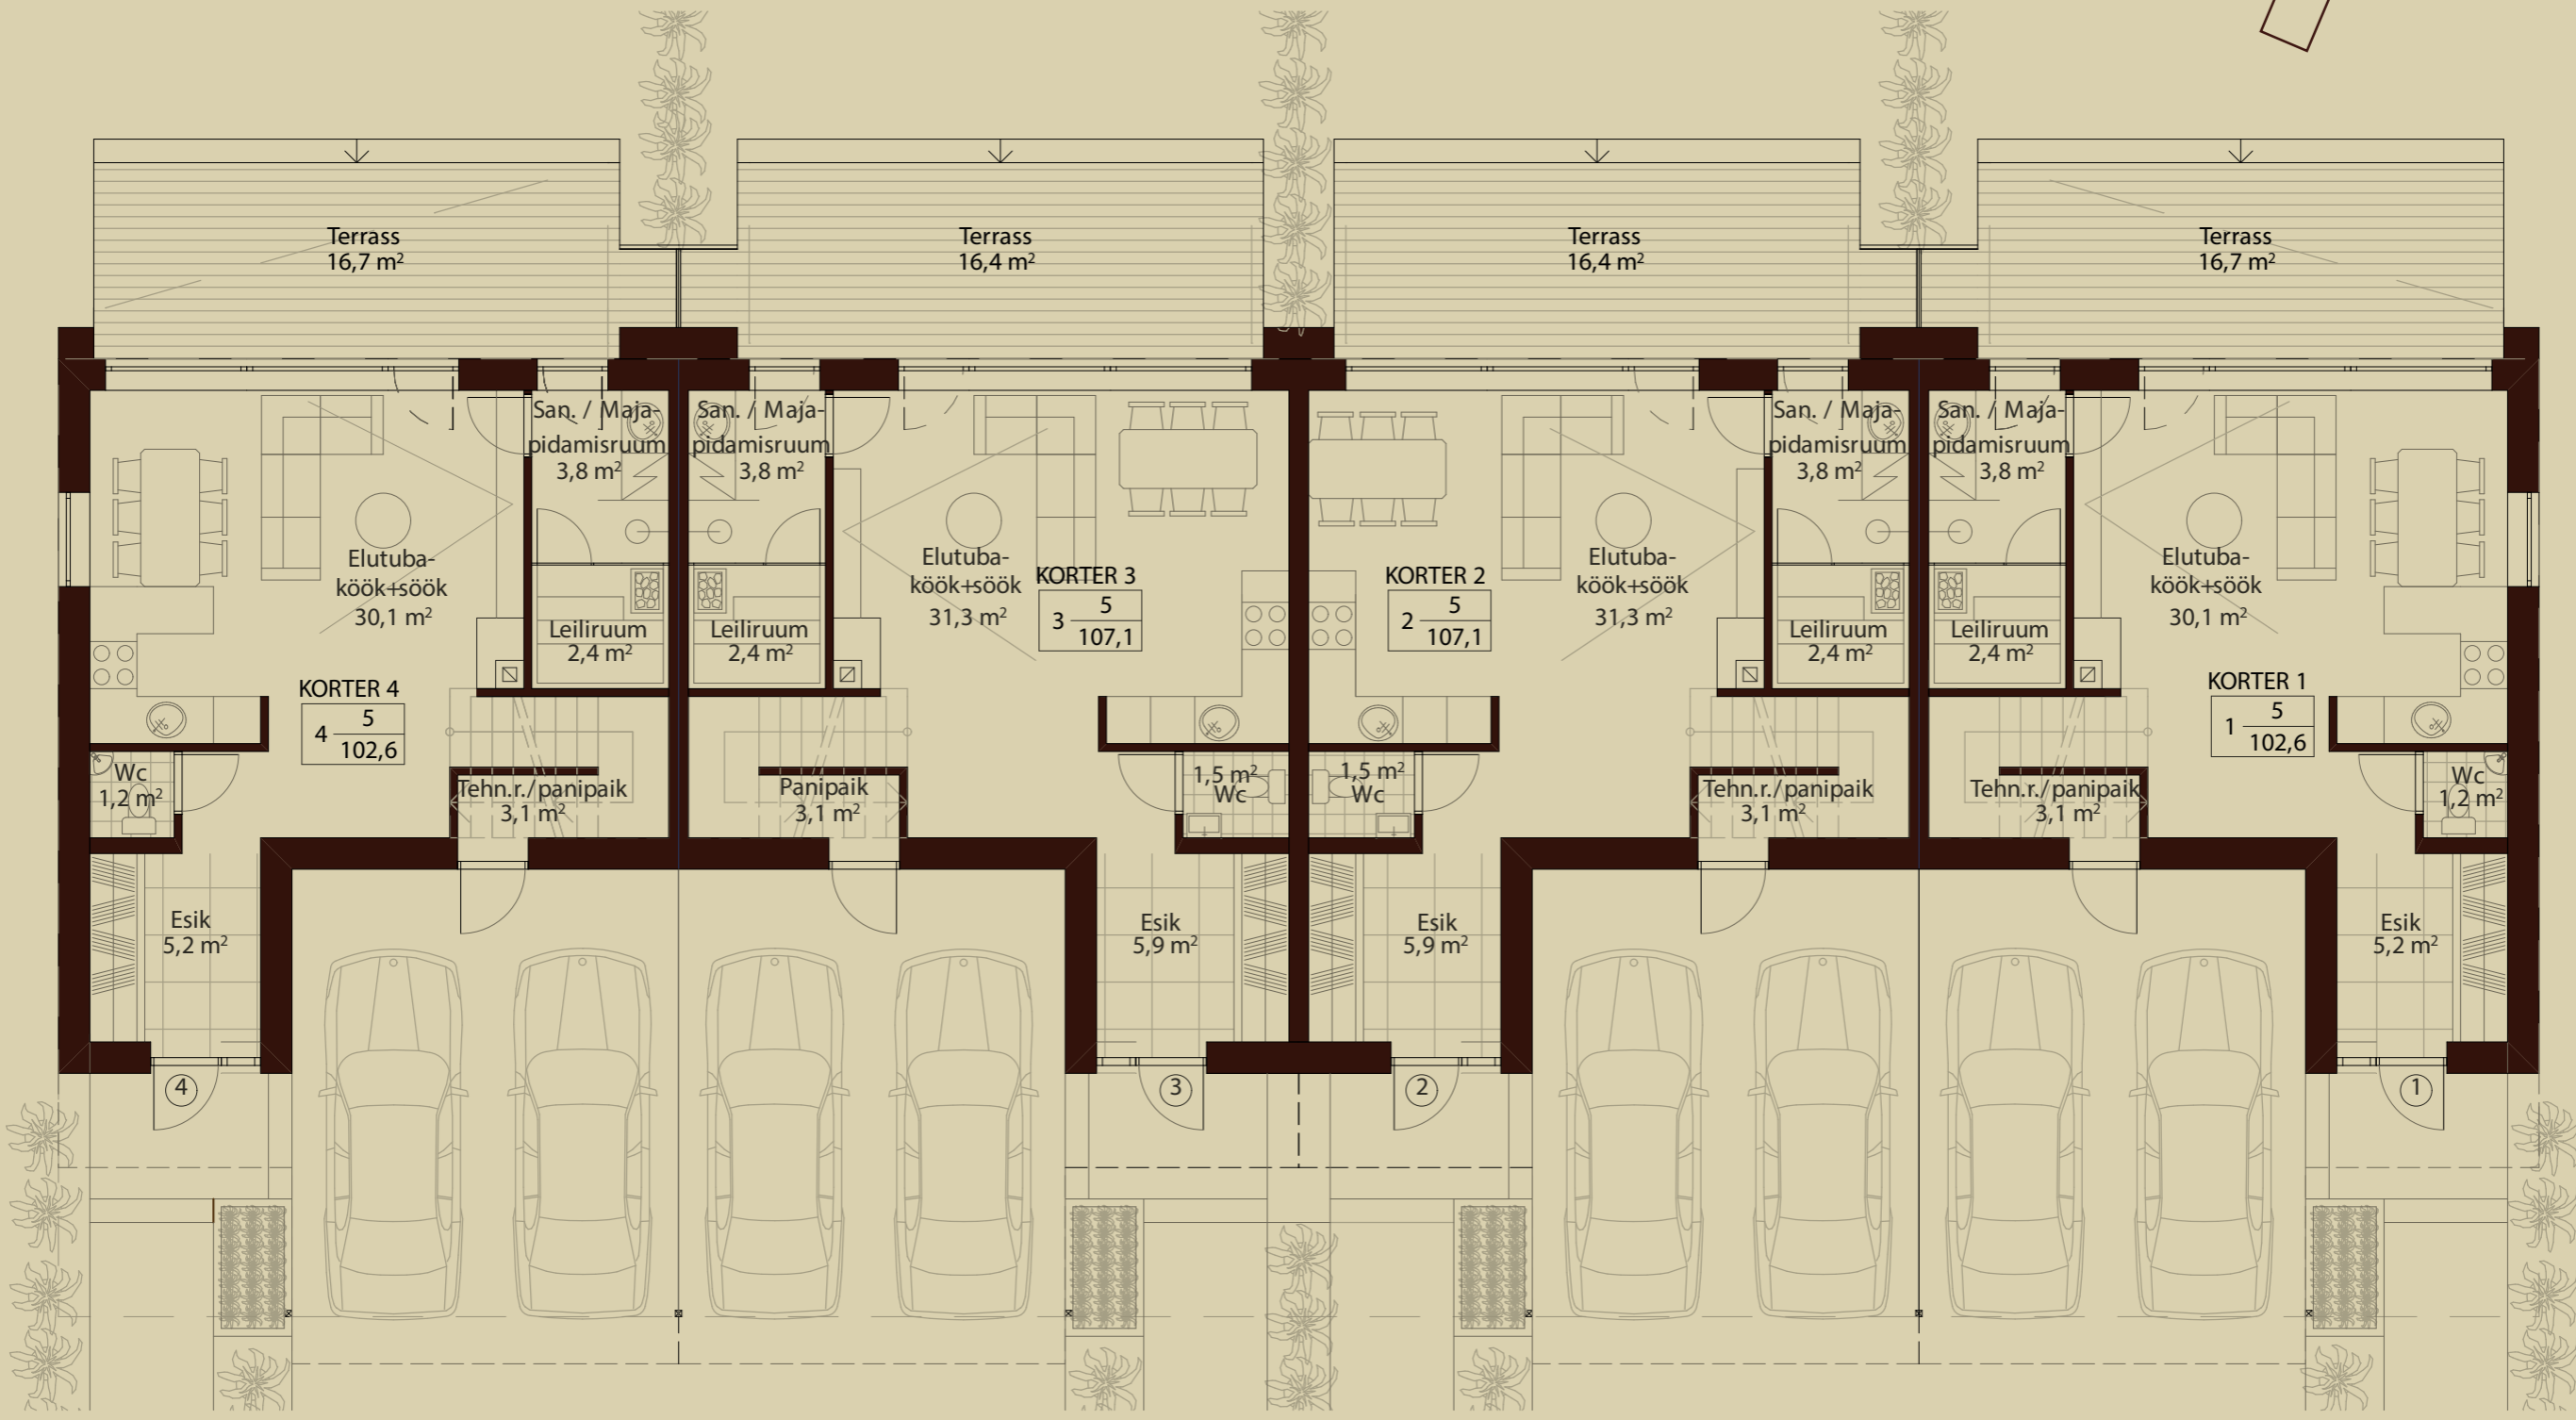 Terrass
16,7 m²
Terrass
16,4 m²
Terrass
16,4 m²
Terrass
16,7 m²
San. / Maja-
pidamisruum
3,8 m²
San. / Maja-
pidamisruum
3,8 m²
San. / Maja-
pidamisruum
3,8 m²
San. / Maja-
pidamisruum
3,8 m²
Elutuba-
köök+söök
30,1 m²
Elutuba-
köök+söök
31,3 m²
KORTER 3
3
5
107,1
KORTER 2
2
5
107,1
Elutuba-
köök+söök
31,3 m²
Elutuba-
köök+söök
30,1 m²
Leiliruum
2,4 m²
Leiliruum
2,4 m²
Leiliruum
2,4 m²
Leiliruum
2,4 m²
KORTER 4
4
5
102,6
KORTER 1
1
5
102,6
Wc
1,2 m²
Tehn.r./panipaik
3,1 m²
Panipaik
3,1 m²
1,5 m²
Wc
1,5 m²
Wc
Tehn.r./panipaik
3,1 m²
Tehn.r./panipaik
3,1 m²
Wc
1,2 m²
Esik
5,2 m²
Esik
5,9 m²
Esik
5,9 m²
Esik
5,2 m²
4
3
2
1